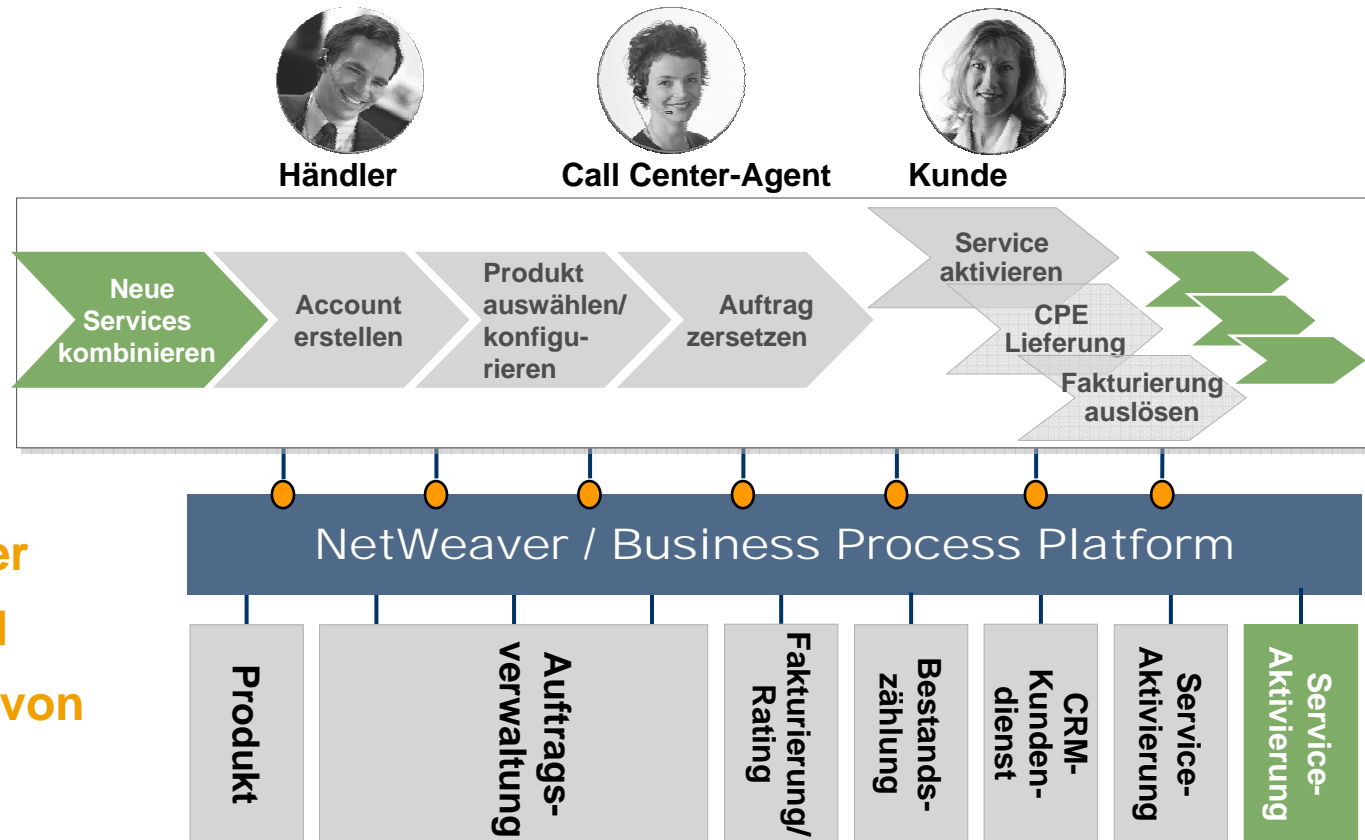 Händler
Call Center-Agent
Kunde
Neue
Services
kombinieren
Account
erstellen
Produkt
auswählen/
konfigu-
rieren
Auftrag
zersetzen
Service
aktivieren
CPE
Lieferung
Fakturierung
auslösen
NetWeaver / Business Process Platform
er
von
Produkt
Auftrags-
verwaltung
Fakturierung/
Rating
Bestands-
zählung
CRM-
Kunden-
dienst
Service-
Aktivierung
Service-
Aktivierung